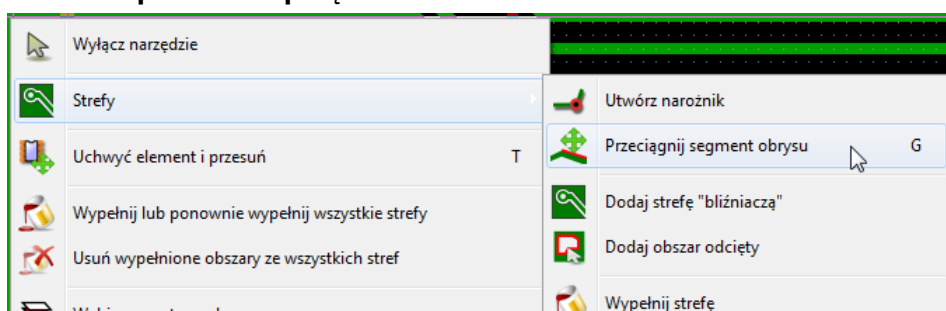 Wyłącz narzędzie
Strefy
Uchwyć element i przesuń T
Wypełnij lub ponownie wypełnij wszystkie strefy
Usuń wypełnione obszary ze wszystkich stref
Utwórz narożnik
Przeciągnij segment obrysu G
Dodaj strefę "bliźniaczą"
Dodaj obszar odcięty
Wypełnij strefę